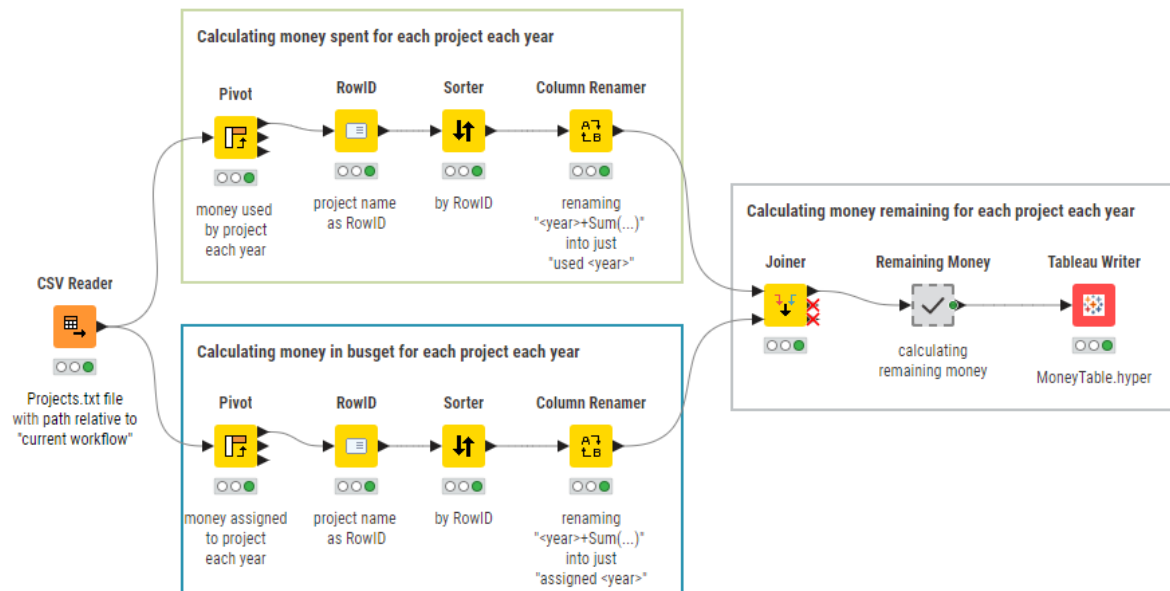 Calculating money spent for each project each year
Pivot
RowID
Sorter
Column Renamer
money used
by project
each year
project name
as RowID
by RowID
renaming
"<year>+Sum(...)"
into just
"used <year>"
CSV Reader
Projects.txt file
with path relative to
"current workflow"
Calculating money in busget for each project each year
Pivot
RowID
Sorter
Column Renamer
money assigned
to project
each year
project name
as RowID
by RowID
renaming
"<year>+Sum(...)"
into just
"assigned <year>"
Calculating money remaining for each project each year
Joiner
Remaining Money
Tableau Writer
calculating
remaining money
MoneyTable.hyper